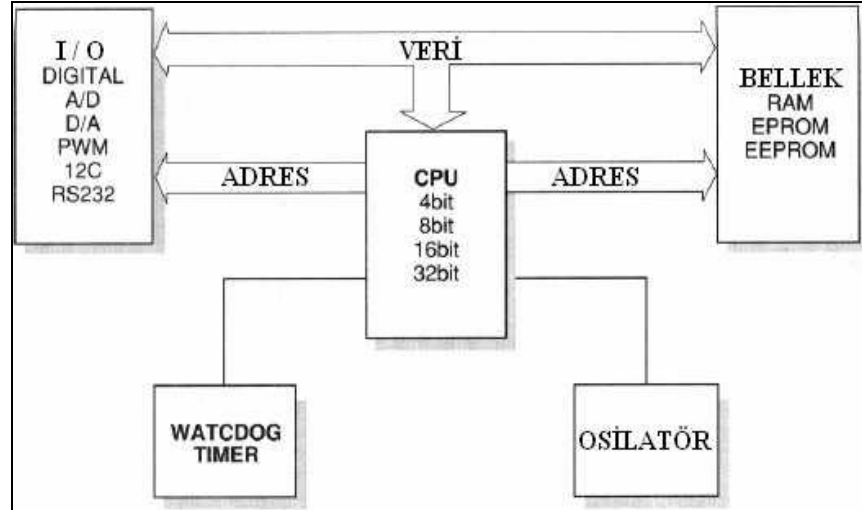 I / O
DIGITAL
A/D
D/A
PWM
12C
RS232
VERİ
BELLEK
RAM
EPROM
EEPROM
ADRES
CPU
4bit
8bit
16bit
32bit
ADRES
WATCDOG
TIMER
OSİLATÖR